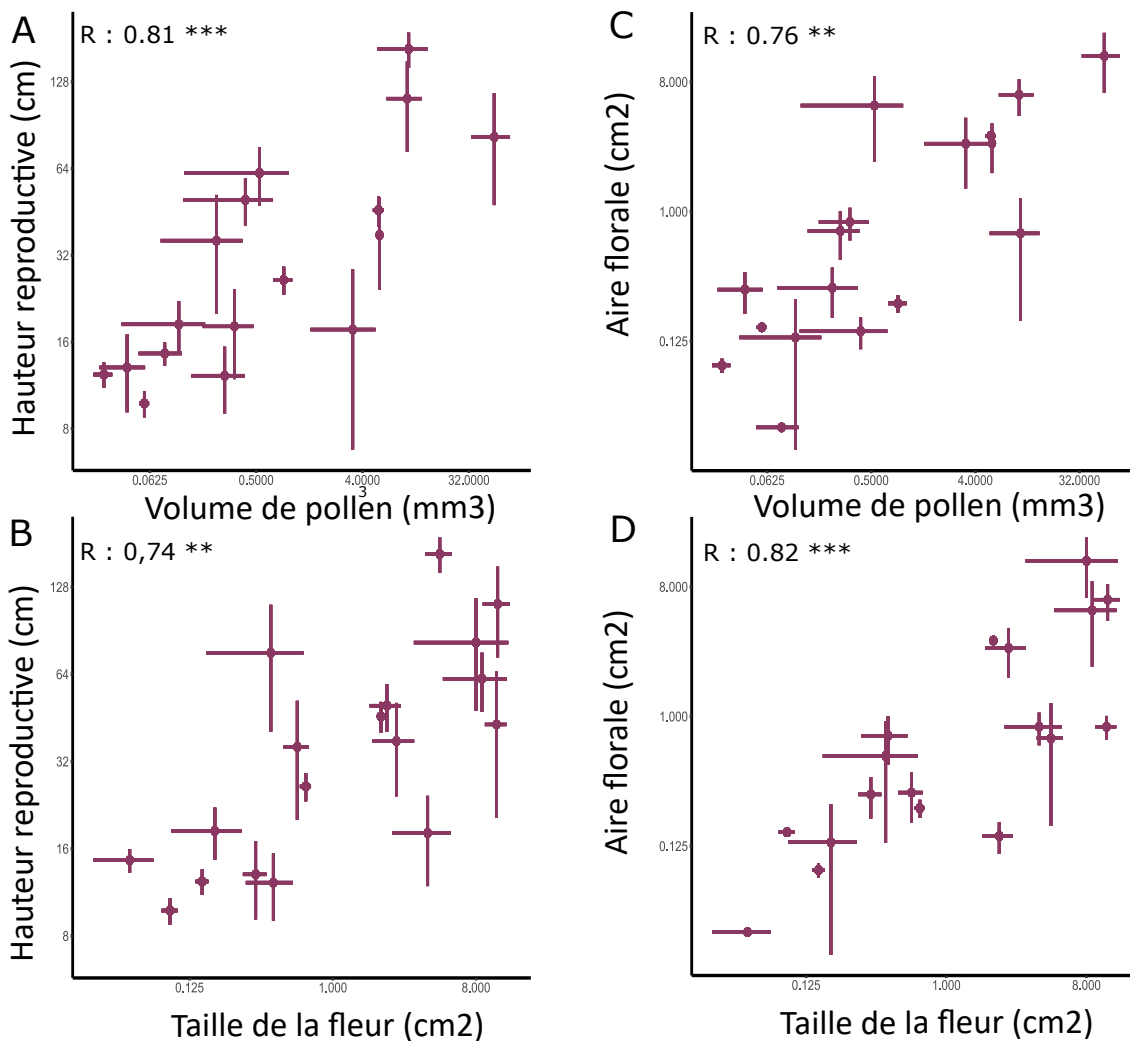 A
R : 0.81 ***
Hauteur reproductive (cm)
128
64
32
16
8
0.0625
0.5000
4.0000
32.0000
3
Volume de pollen (mm3)
C
R : 0.76 **
Aire florale (cm2)
8.000
1.000
0.125
0.0625
0.5000
4.0000
32.0000
Volume de pollen (mm3)
B
R : 0,74 **
Hauteur reproductive (cm)
128
64
32
16
8
0.125
1.000
8.000
Taille de la fleur (cm2)
D
R : 0.82 ***
Aire florale (cm2)
8.000
1.000
0.125
0.125
1.000
8.000
Taille de la fleur (cm2)